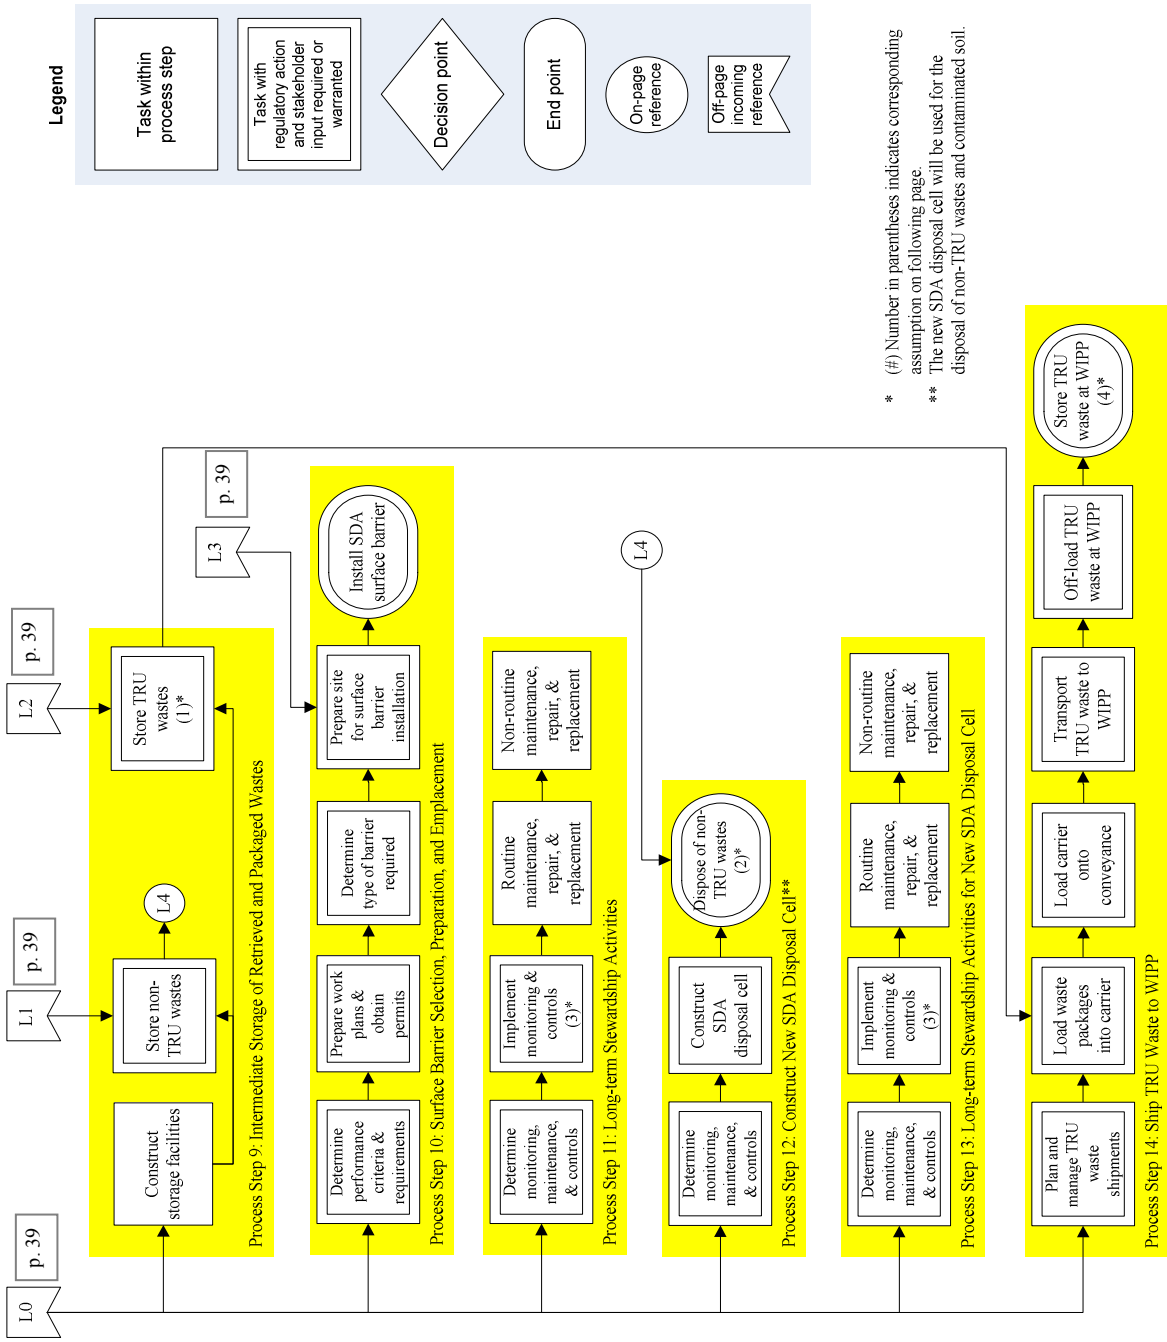 L0
p. 39
L1
p. 39
L2
p. 39
Construct
storage facilities
Store non-
TRU wastes
L4
Store TRU
wastes
(1)*
Process Step 9: Intermediate Storage of Retrieved and Packaged Wastes
L3
p. 39
Determine
performance
criteria &
requirements
Prepare work
plans &
obtain
permits
Determine
type of barrier
required
Prepare site
for surface
barrier
installation
Install SDA
surface barrier
Process Step 10: Surface Barrier Selection, Preparation, and Emplacement
Determine
monitoring,
maintenance,
& controls
Implement
monitoring &
controls
(3)*
Routine
maintenance,
repair, &
replacement
Non-routine
maintenance,
repair, &
replacement
Process Step 11: Long-term Stewardship Activities
L4
Determine
monitoring,
maintenance,
& controls
Construct
SDA
disposal cell
Dispose of non-
TRU wastes
(2)*
Process Step 12: Construct New SDA Disposal Cell**
Determine
monitoring,
maintenance,
& controls
Implement
monitoring &
controls
(3)*
Routine
maintenance,
repair, &
replacement
Non-routine
maintenance,
repair, &
replacement
Process Step 13: Long-term Stewardship Activities for New SDA Disposal Cell
Plan and
manage TRU
waste
shipments
Load waste
packages
into carrier
Load carrier
onto
conveyance
Transport
TRU waste to
WIPP
Off-load TRU
waste at WIPP
Store TRU
waste at WIPP
(4)*
Process Step 14: Ship TRU Waste to WIPP
Legend
Task within
process step
Task with
regulatory action
and stakeholder
input required or
warranted
Decision point
End point
On-page
reference
Off-page
incoming
reference
* (#) Number in parentheses indicates corresponding
assumption on following page.
** The new SDA disposal cell will be used for the
disposal of non-TRU wastes and contaminated soil.